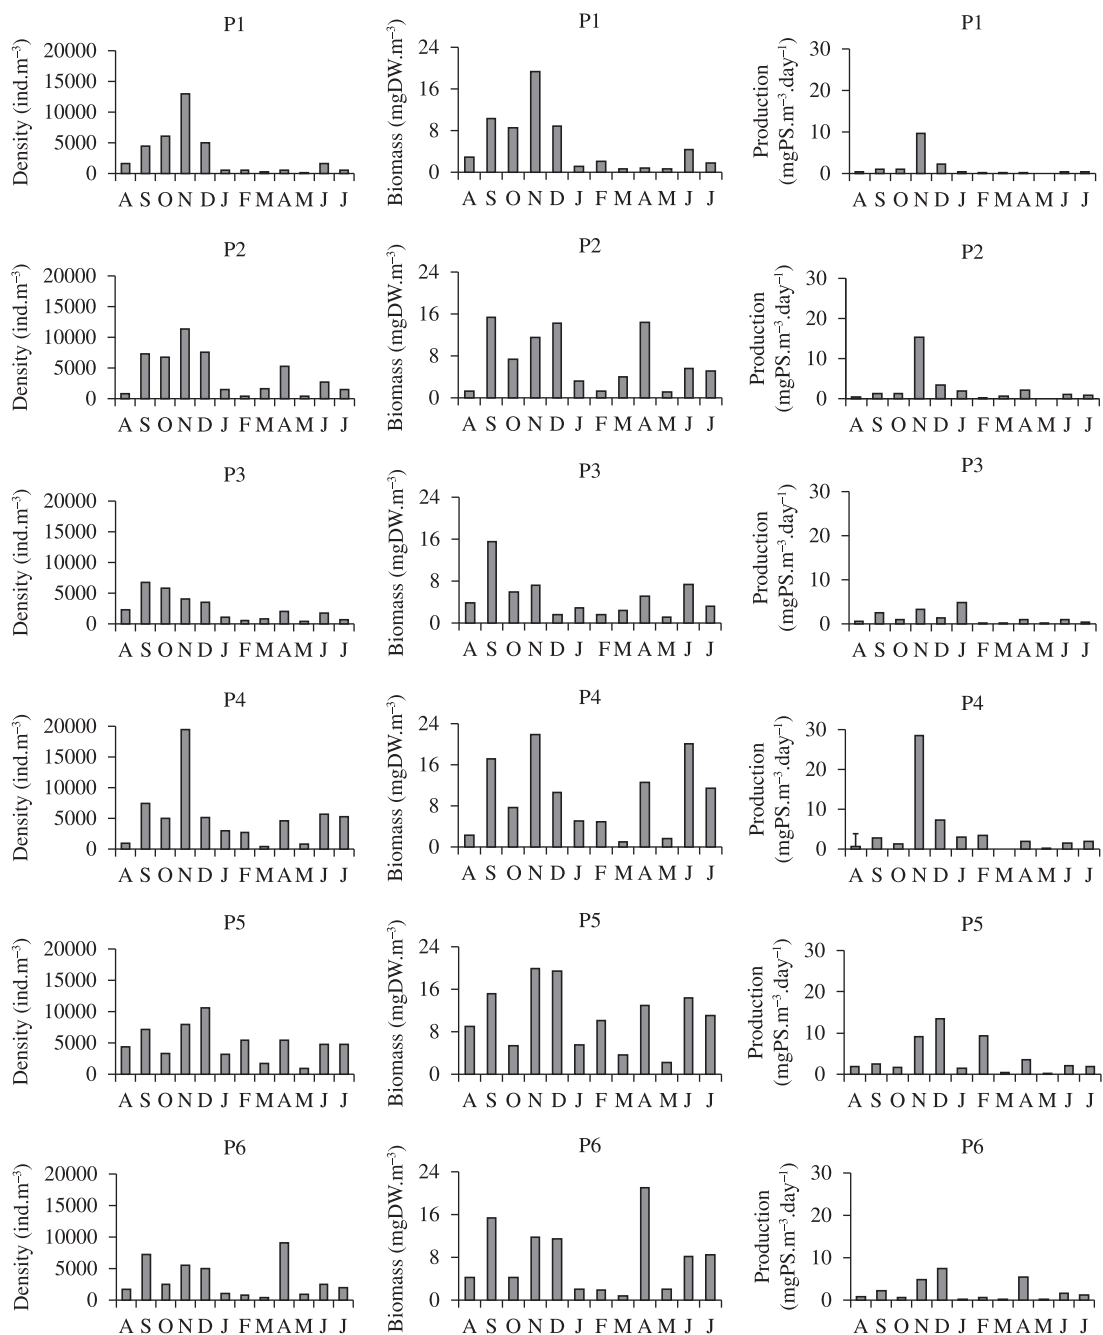 P1
Density (ind.m⁻³)
20000
15000
10000
5000
0
A S O N D J F M A M J J
P1
Biomass (mgDW.m⁻³)
24
16
8
0
A S O N D J F M A M J J
P1
Production
(mgPS.m⁻³.day⁻¹)
30
20
10
0
A S O N D J F M A M J J
P2
Density (ind.m⁻³)
20000
15000
10000
5000
0
A S O N D J F M A M J J
P2
Biomass (mgDW.m⁻³)
24
16
8
0
A S O N D J F M A M J J
P2
Production
(mgPS.m⁻³.day⁻¹)
30
20
10
0
A S O N D J F M A M J J
P3
Density (ind.m⁻³)
20000
15000
10000
5000
0
A S O N D J F M A M J J
P3
Biomass (mgDW.m⁻³)
24
16
8
0
A S O N D J F M A M J J
P3
Production
(mgPS.m⁻³.day⁻¹)
30
20
10
0
A S O N D J F M A M J J
P4
Density (ind.m⁻³)
20000
15000
10000
5000
0
A S O N D J F M A M J J
P4
Biomass (mgDW.m⁻³)
24
16
8
0
A S O N D J F M A M J J
P4
Production
(mgPS.m⁻³.day⁻¹)
30
20
10
0
A S O N D J F M A M J J
P5
Density (ind.m⁻³)
20000
15000
10000
5000
0
A S O N D J F M A M J J
P5
Biomass (mgDW.m⁻³)
24
16
8
0
A S O N D J F M A M J J
P5
Production
(mgPS.m⁻³.day⁻¹)
30
20
10
0
A S O N D J F M A M J J
P6
Density (ind.m⁻³)
20000
15000
10000
5000
0
A S O N D J F M A M J J
P6
Biomass (mgDW.m⁻³)
24
16
8
0
A S O N D J F M A M J J
P6
Production
(mgPS.m⁻³.day⁻¹)
30
20
10
0
A S O N D J F M A M J J